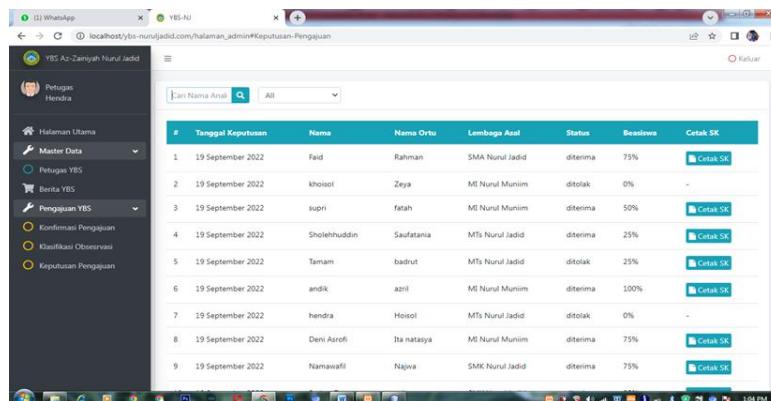 (1) WhatsApp
YBS-NJ
localhost/ybs-nuruljadid.com/halaman_admin#Keputusan-Pengajuan
YBS Az-Zainiyah Nurul Jadid
Keluar
Petugas
Hendra
Cari Nama Anak
All
Halaman Utama
Master Data
Petugas YBS
Berita YBS
Pengajuan YBS
Konfirmasi Pengajuan
Klasifikasi Obsesrvasi
Keputusan Pengajuan
# Tanggal Keputusan Nama Nama Ortu Lembaga Asal Status Beasiswa Cetak SK
1 19 September 2022 Faid Rahman SMA Nurul Jadid diterima 75% Cetak SK
2 19 September 2022 khoisol Zeya MI Nurul Muniim ditolak 0% -
3 19 September 2022 supri fatah MI Nurul Muniim diterima 50% Cetak SK
4 19 September 2022 Sholehhuddin Saufatania MTs Nurul Jadid diterima 25% Cetak SK
5 19 September 2022 Tamam badrut MTs Nurul Jadid ditolak 25% Cetak SK
6 19 September 2022 andik azril MI Nurul Muniim diterima 100% Cetak SK
7 19 September 2022 hendra Hoisol MTs Nurul Jadid ditolak 0% -
8 19 September 2022 Deni Asrofi Ita natasya MI Nurul Muniim diterima 75% Cetak SK
9 19 September 2022 Namawafil Najwa SMK Nurul Jadid diterima 75% Cetak SK
1:04 PM